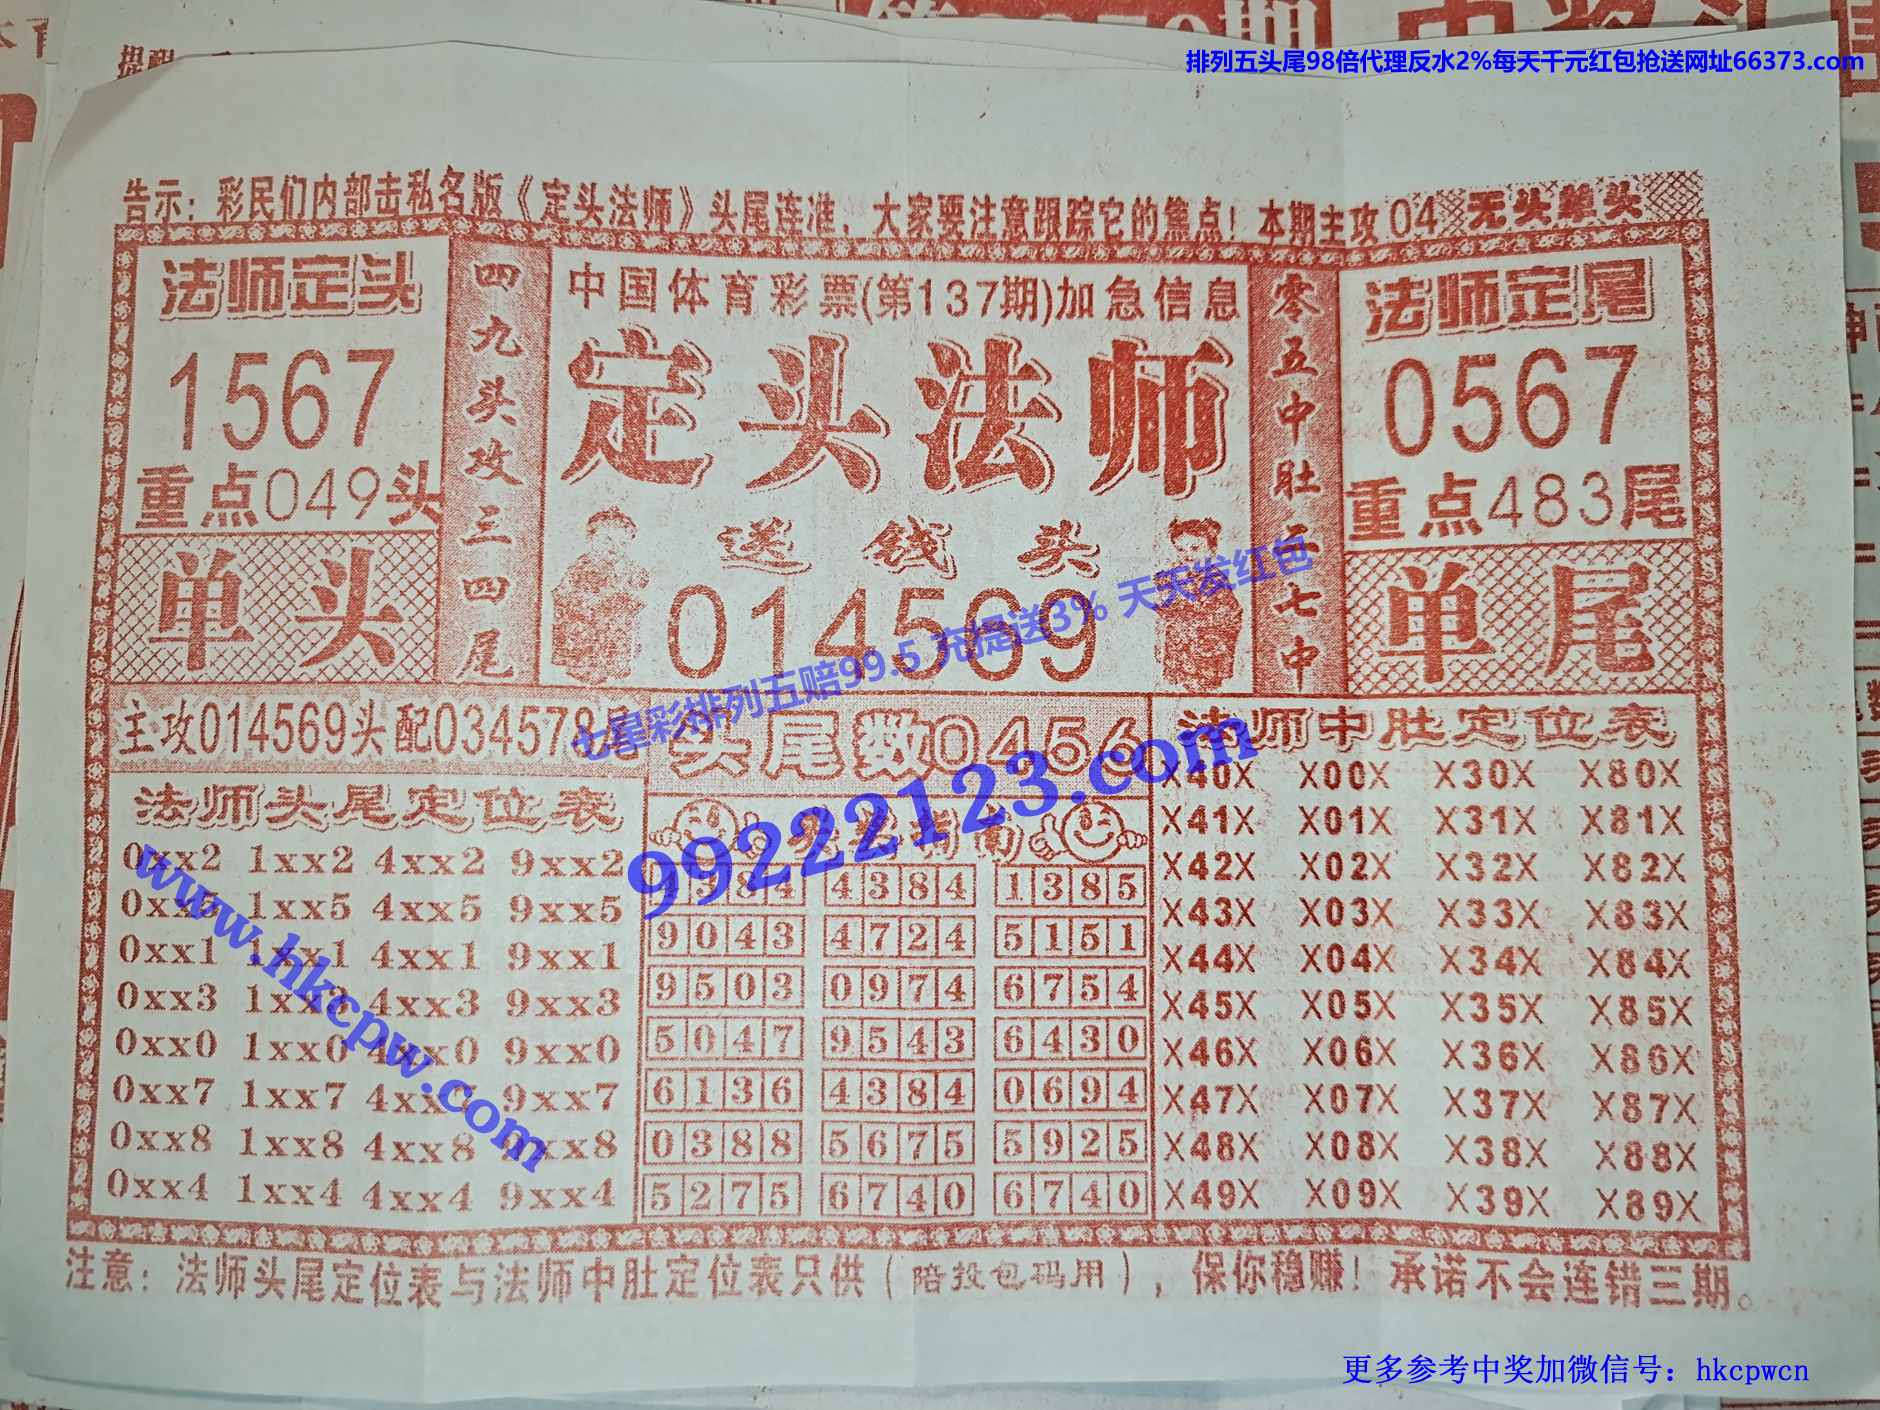 排列五头尾98倍代理反水2%每天千元红包抢送网址66373.com
告示：彩民们内部击私名版《定头法师》头尾连准，大家要注意跟踪它的焦点！本期主攻04 无头单头
法师定头
1567
重点049头
单头
四九头攻三四尾
中国体育彩票(第137期)加急信息
定头法师
送钱头
014569
零五中肚
七中
法师定尾
0567
重点483尾
单尾
七星彩排列五赔99.5 充提送3% 天天发红包
主攻014569头配034578尾
头尾数0456
法师中肚定位表
99222123.com
www.hkcpw.com
法师头尾定位表
0xx2 1xx2 4xx2 9xx2
0xx5 1xx5 4xx5 9xx5
0xx1 1xx1 4xx1 9xx1
0xx3 1xx3 4xx3 9xx3
0xx0 1xx0 4xx0 9xx0
0xx7 1xx7 4xx7 9xx7
0xx8 1xx8 4xx8 9xx8
0xx4 1xx4 4xx4 9xx4
指南
384 4384 1385
9043 4724 5151
9503 0974 6754
5047 9543 6430
6136 4384 0694
0388 5675 5925
5275 6740 6740
X40X X00X X30X X80X
X41X X01X X31X X81X
X42X X02X X32X X82X
X43X X03X X33X X83X
X44X X04X X34X X84X
X45X X05X X35X X85X
X46X X06X X36X X86X
X47X X07X X37X X87X
X48X X08X X38X X88X
X49X X09X X39X X89X
注意：法师头尾定位表与法师中肚定位表只供（陪投包码用），保你稳赚！承诺不会连错三期。
更多参考中奖加微信号：hkcpwcn